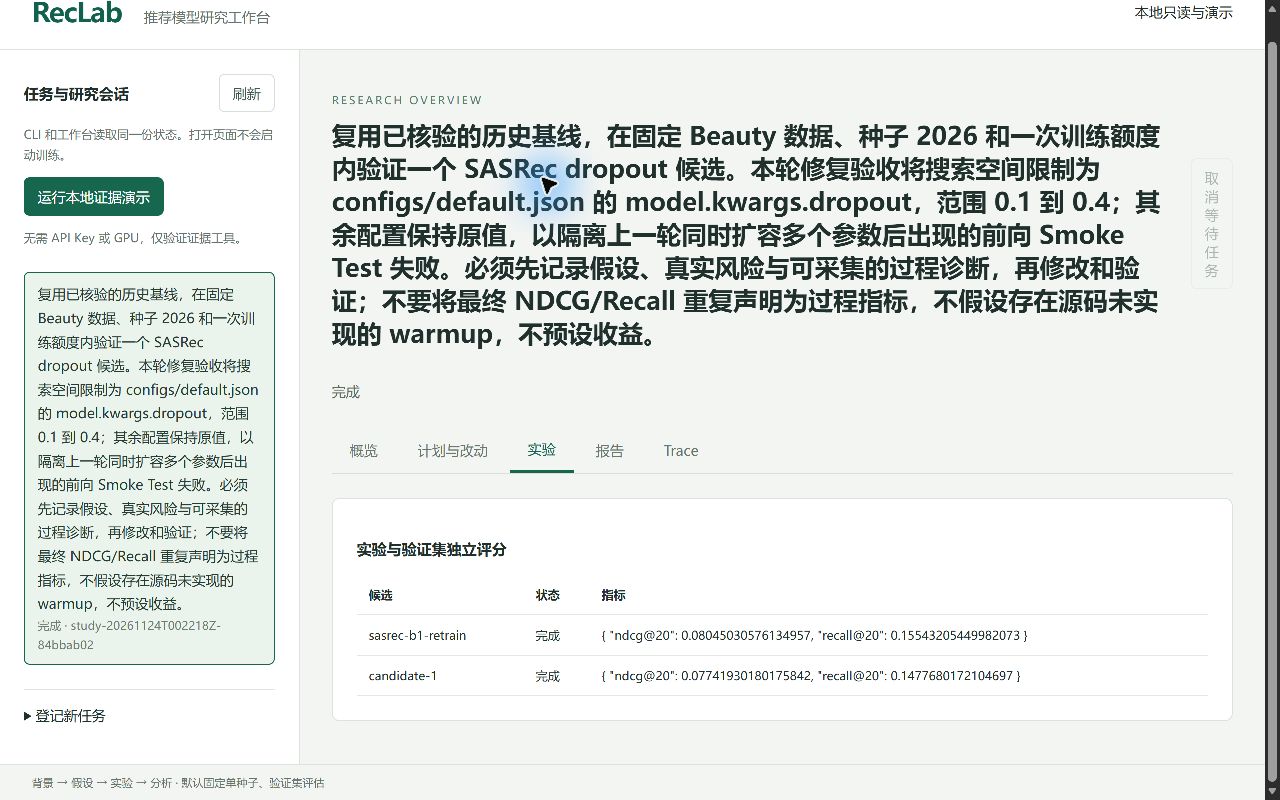 RecLab 推荐模型研究工作台
本地只读与演示
任务与研究会话
刷新
CLI 和工作台读取同一份状态。打开页面不会启
动训练。
运行本地证据演示
无需 API Key 或 GPU，仅验证证据工具。
复用已核验的历史基线，在固定
Beauty 数据、种子 2026 和一次训
练额度内验证一个 SASRec
dropout 候选。本轮修复验收将搜
索空间限制为 configs/default.json
的 model.kwargs.dropout，范围
0.1 到 0.4；其余配置保持原值，以
隔离上一轮同时扩容多个参数后出
现的前向 Smoke Test 失败。必须
先记录假设、真实风险与可采集的
过程诊断，再修改和验证；不要将
最终 NDCG/Recall 重复声明为过程
指标，不假设存在源码未实现的
warmup，不预设收益。
完成 · study-20261124T002218Z-
84bbab02
登记新任务
RESEARCH OVERVIEW
复用已核验的历史基线，在固定 Beauty 数据、种子 2026 和一次训练额度
内验证一个 SASRec dropout 候选。本轮修复验收将搜索空间限制为
configs/default.json 的 model.kwargs.dropout，范围 0.1 到 0.4；其
余配置保持原值，以隔离上一轮同时扩容多个参数后出现的前向 Smoke
Test 失败。必须先记录假设、真实风险与可采集的过程诊断，再修改和验
证；不要将最终 NDCG/Recall 重复声明为过程指标，不假设存在源码未实
现的 warmup，不预设收益。
取消等待任务
完成
概览 计划与改动 实验 报告 Trace
实验与验证集独立评分
候选 状态 指标
sasrec-b1-retrain 完成 { "ndcg@20": 0.08045030576134957, "recall@20": 0.15543205449982073 }
candidate-1 完成 { "ndcg@20": 0.07741930180175842, "recall@20": 0.1477680172104697 }
背景 → 假设 → 实验 → 分析 · 默认固定单种子、验证集评估